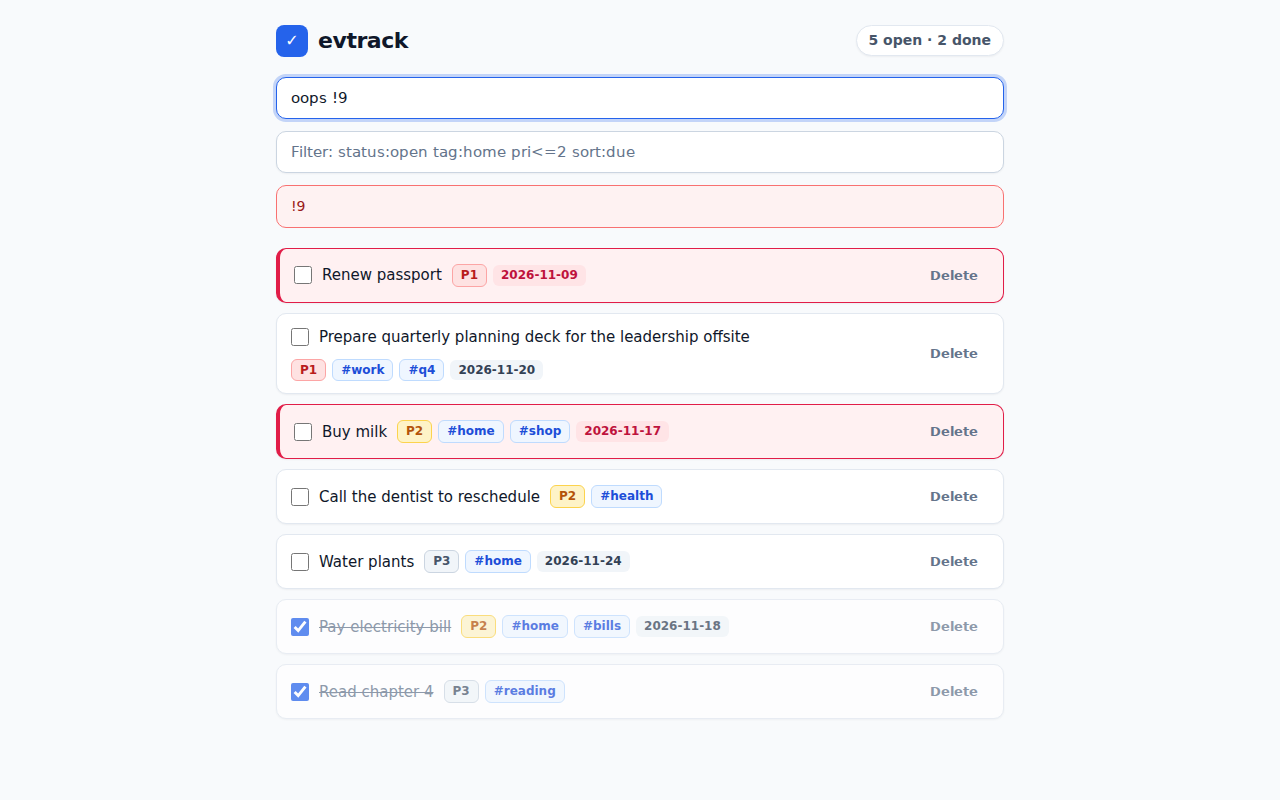 ✓ evtrack 5 open · 2 done
oops !9
Filter: status:open tag:home pri<=2 sort:due
!9
Renew passport P1 2026-11-09 Delete
Prepare quarterly planning deck for the leadership offsite
P1 #work #q4 2026-11-20 Delete
Buy milk P2 #home #shop 2026-11-17 Delete
Call the dentist to reschedule P2 #health Delete
Water plants P3 #home 2026-11-24 Delete
Pay electricity bill P2 #home #bills 2026-11-18 Delete
Read chapter 4 P3 #reading Delete